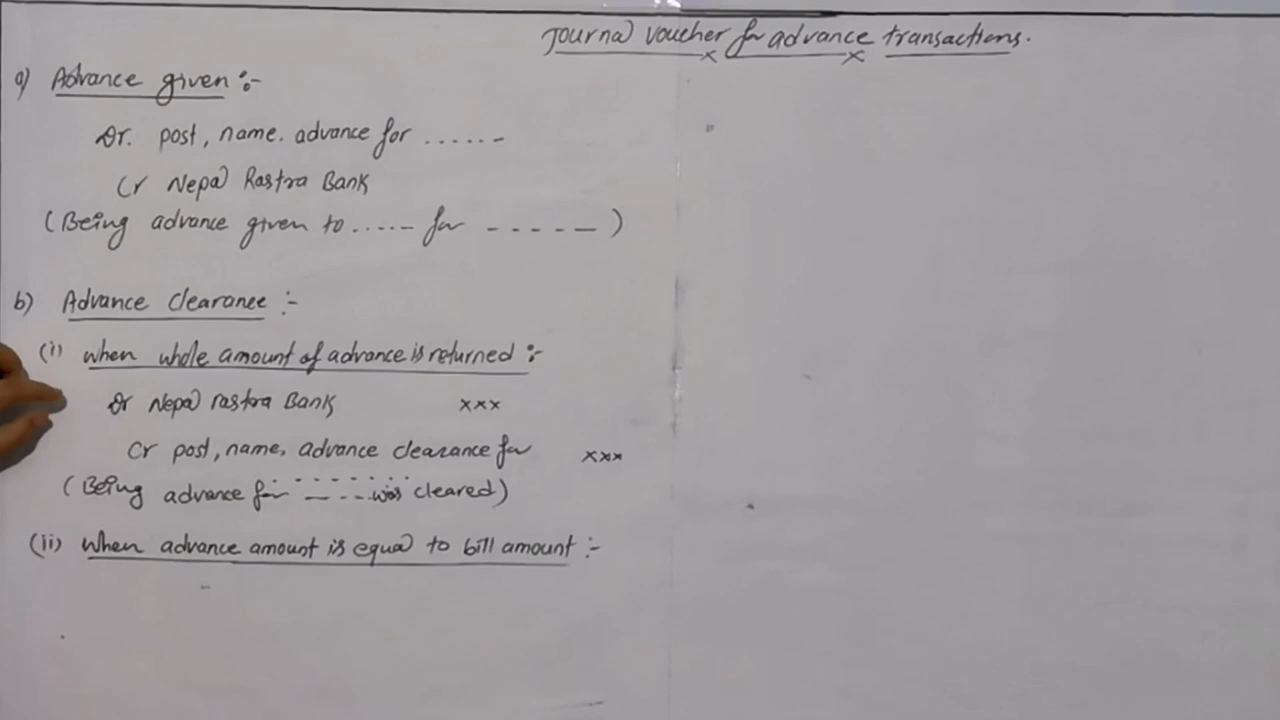 Journal voucher for advance transactions.
a) Advance given :-
Dr. post, name. advance for ......
Cr Nepal Rastra Bank
(Being advance given to ..... for ------)
b) Advance clearance :-
(i) when whole amount of advance is returned :-
Dr Nepal rastra Bank xxx
Cr post, name, advance clearance for ........ xxx
(Being advance for ----- was cleared)
(ii) when advance amount is equal to bill amount :-